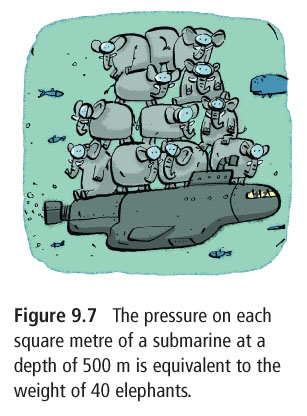 Figure 9.7 The pressure on each
square metre of a submarine at a
depth of 500 m is equivalent to the
weight of 40 elephants.